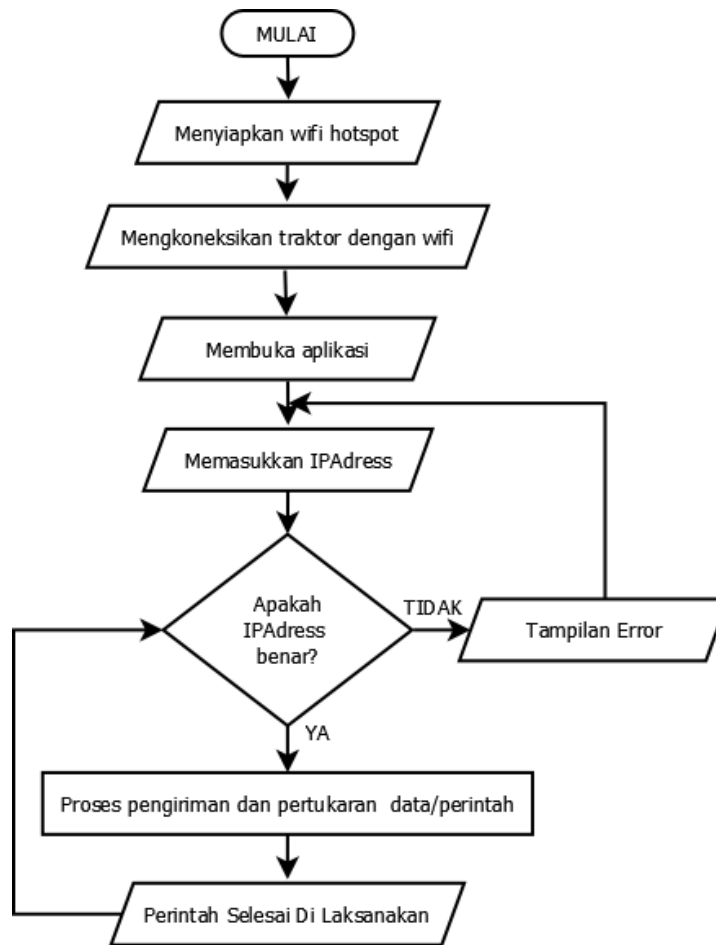 MULAI
Menyiapkan wifi hotspot
Mengkoneksikan traktor dengan wifi
Membuka aplikasi
Memasukkan IPAdress
Apakah
IPAdress
benar?
TIDAK
Tampilan Error
YA
Proses pengiriman dan pertukaran data/perintah
Perintah Selesai Di Laksanakan